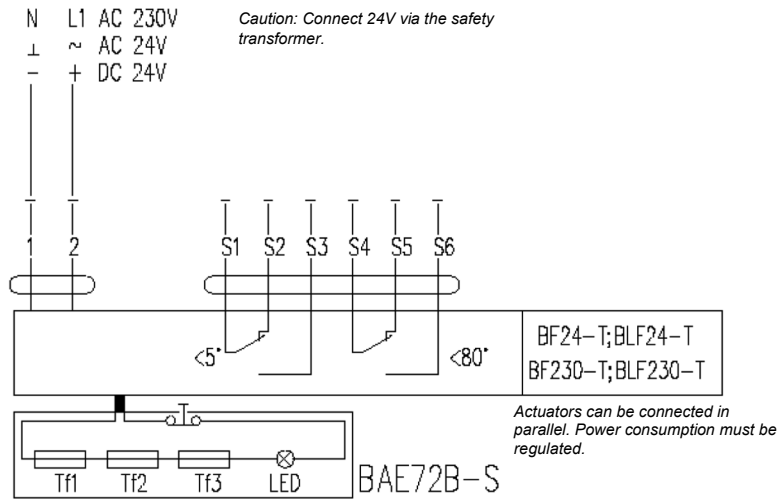 N L1 AC 230V
⊥ ~ AC 24V
− + DC 24V
Caution: Connect 24V via the safety
transformer.
1 2 S1 S2 S3 S4 S5 S6
<5° <80°
BF24−T;BLF24−T
BF230−T;BLF230−T
Actuators can be connected in
parallel. Power consumption must be
regulated.
Tf1 Tf2 Tf3 LED
BAE72B−S